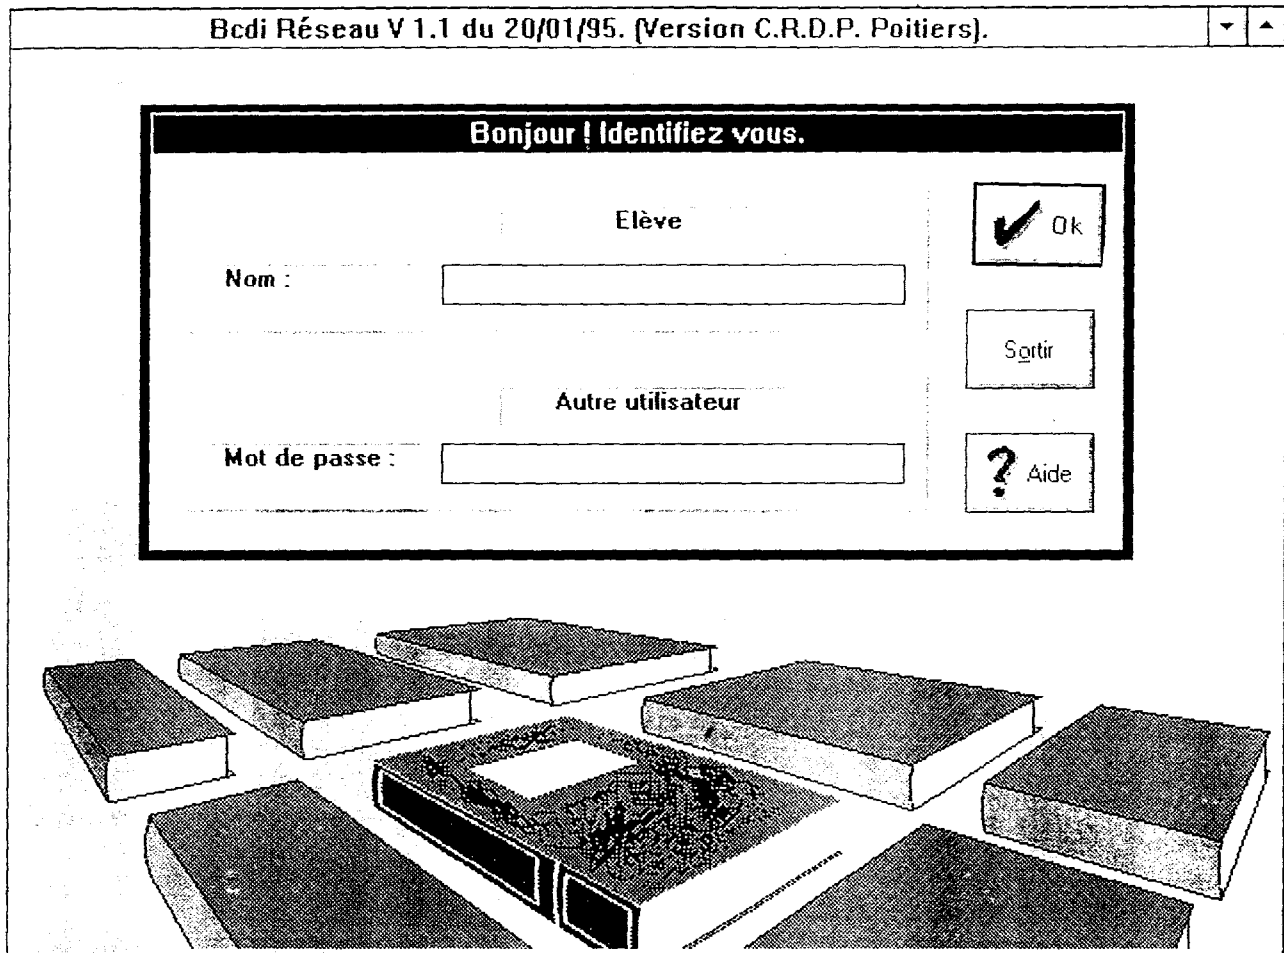 Bcdi Réseau V 1.1 du 20/01/95. (Version C.R.D.P. Poitiers).
Bonjour ! Identifiez vous.
Elève
Nom :
Ok
Sortir
Autre utilisateur
Mot de passe :
Aide